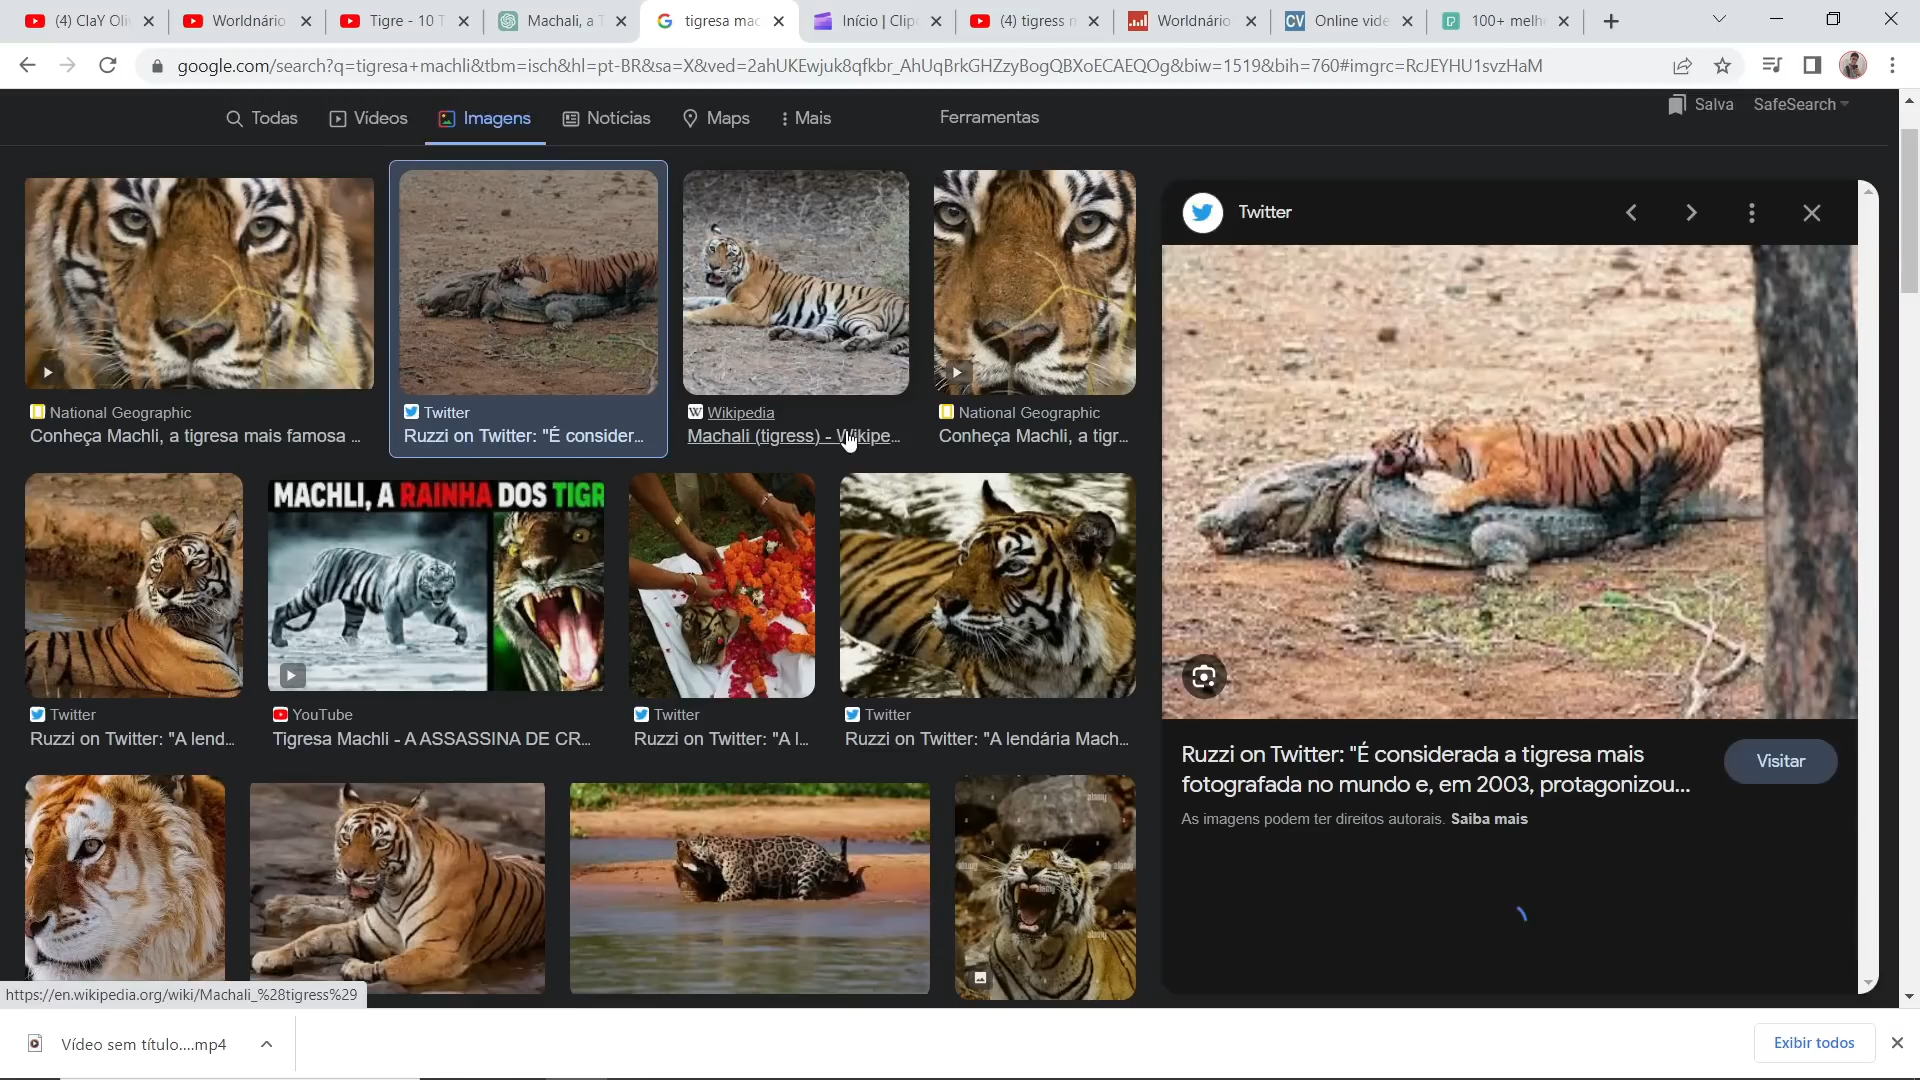 (4) ClaY Oli
Worldnário
Tigre - 10 T
Machali, a T
tigresa mac
Início | Clip
(4) tigress m
Worldnário
Online vide
100+ melh
google.com/search?q=tigresa+machli&tbm=isch&hl=pt-BR&sa=X&ved=2ahUKEwjuk8qfkbr_AhUqBrkGHZzyBogQBXoECAEQOg&biw=1519&bih=760#imgrc=RcJEYHU1svzHaM
Todas
Vídeos
Imagens
Notícias
Maps
Mais
Ferramentas
Salva
SafeSearch
National Geographic
Conheça Machli, a tigresa mais famosa ...
Twitter
Ruzzi on Twitter: "É consider...
Wikipedia
Machali (tigress) - Wikipe...
National Geographic
Conheça Machli, a tigr...
Twitter
MACHLI, A RAINHA DOS TIGR
Twitter
Ruzzi on Twitter: "A lend...
YouTube
Tigresa Machli - A ASSASSINA DE CR...
Twitter
Ruzzi on Twitter: "A l...
Twitter
Ruzzi on Twitter: "A lendária Mach...
Ruzzi on Twitter: "É considerada a tigresa mais
fotografada no mundo e, em 2003, protagonizou...
Visitar
As imagens podem ter direitos autorais. Saiba mais
alamy
alamy
alamy
alamy
alamy
https://en.wikipedia.org/wiki/Machali_%28tigress%29
Vídeo sem título....mp4
Exibir todos